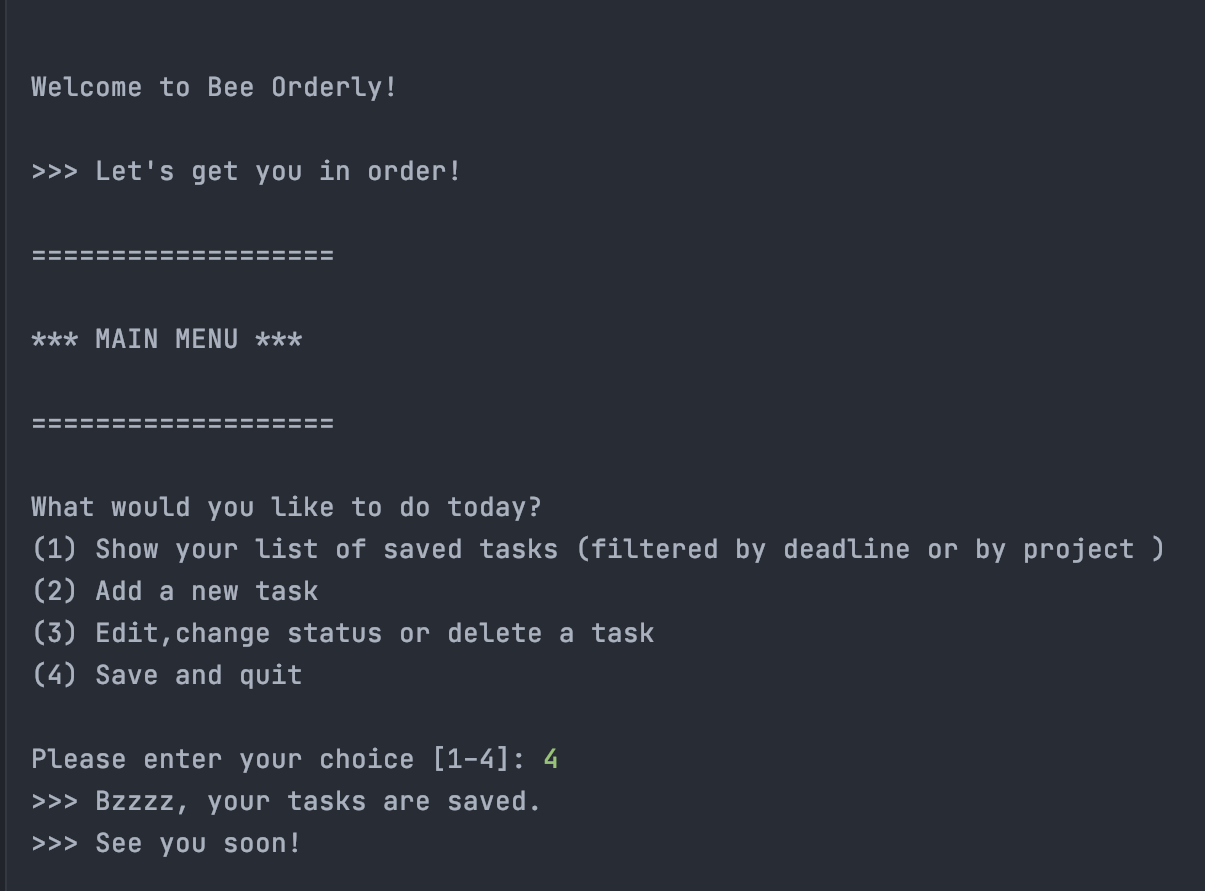 Welcome to Bee Orderly!
>>> Let's get you in order!
===================
*** MAIN MENU ***
===================
What would you like to do today?
(1) Show your list of saved tasks (filtered by deadline or by project )
(2) Add a new task
(3) Edit,change status or delete a task
(4) Save and quit
Please enter your choice [1-4]: 4
>>> Bzzzz, your tasks are saved.
>>> See you soon!